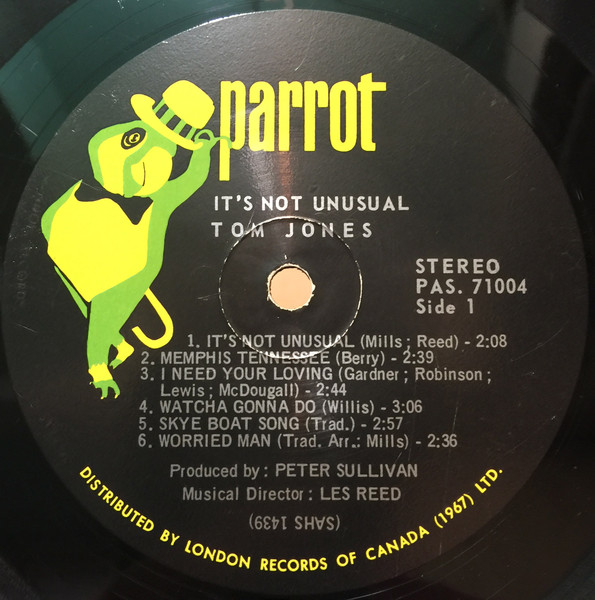 parrot
IT'S NOT UNUSUAL
TOM JONES
STEREO
PAS. 71004
Side 1
1. IT'S NOT UNUSUAL (Mills ; Reed) - 2:08
2. MEMPHIS TENNESSEE (Berry) - 2:39
3. I NEED YOUR LOVING (Gardner ; Robinson ;
Lewis ; McDougall) - 2:44
4. WATCHA GONNA DO (Willis) - 3:06
5. SKYE BOAT SONG (Trad.) - 2:57
6. WORRIED MAN (Trad. Arr.: Mills) - 2:36
Produced by : PETER SULLIVAN
Musical Director : LES REED
(SAHS 1439)
DISTRIBUTED BY LONDON RECORDS OF CANADA (1967) LTD.